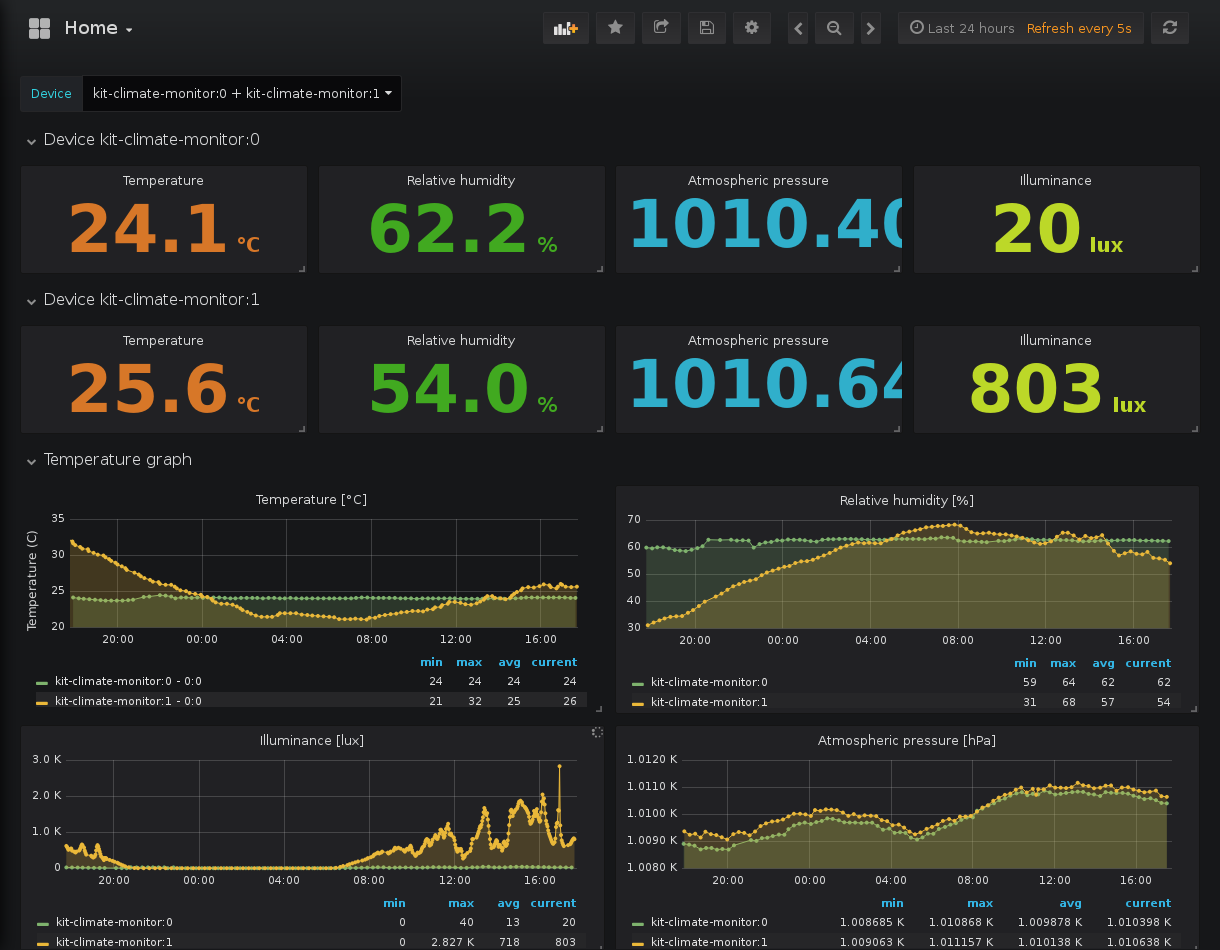 Home
Last 24 hours Refresh every 5s
Device kit-climate-monitor:0 + kit-climate-monitor:1
Device kit-climate-monitor:0
Temperature Relative humidity Atmospheric pressure Illuminance
24.1 °C 62.2 % 1010.40 20 lux
Device kit-climate-monitor:1
Temperature Relative humidity Atmospheric pressure Illuminance
25.6 °C 54.0 % 1010.64 803 lux
Temperature graph
Temperature [°C]
Temperature (C)
35
30
25
20
20:00 00:00 04:00 08:00 12:00 16:00
min max avg current
kit-climate-monitor:0 - 0:0 24 24 24 24
kit-climate-monitor:1 - 0:0 21 32 25 26
Relative humidity [%]
70
60
50
40
30
20:00 00:00 04:00 08:00 12:00 16:00
min max avg current
kit-climate-monitor:0 59 64 62 62
kit-climate-monitor:1 31 68 57 54
Illuminance [lux]
3.0 K
2.0 K
1.0 K
0
20:00 00:00 04:00 08:00 12:00 16:00
min max avg current
kit-climate-monitor:0 0 40 13 20
kit-climate-monitor:1 0 2.827 K 718 803
Atmospheric pressure [hPa]
1.0120 K
1.0110 K
1.0100 K
1.0090 K
1.0080 K
20:00 00:00 04:00 08:00 12:00 16:00
min max avg current
kit-climate-monitor:0 1.008685 K 1.010868 K 1.009878 K 1.010398 K
kit-climate-monitor:1 1.009063 K 1.011157 K 1.010138 K 1.010638 K